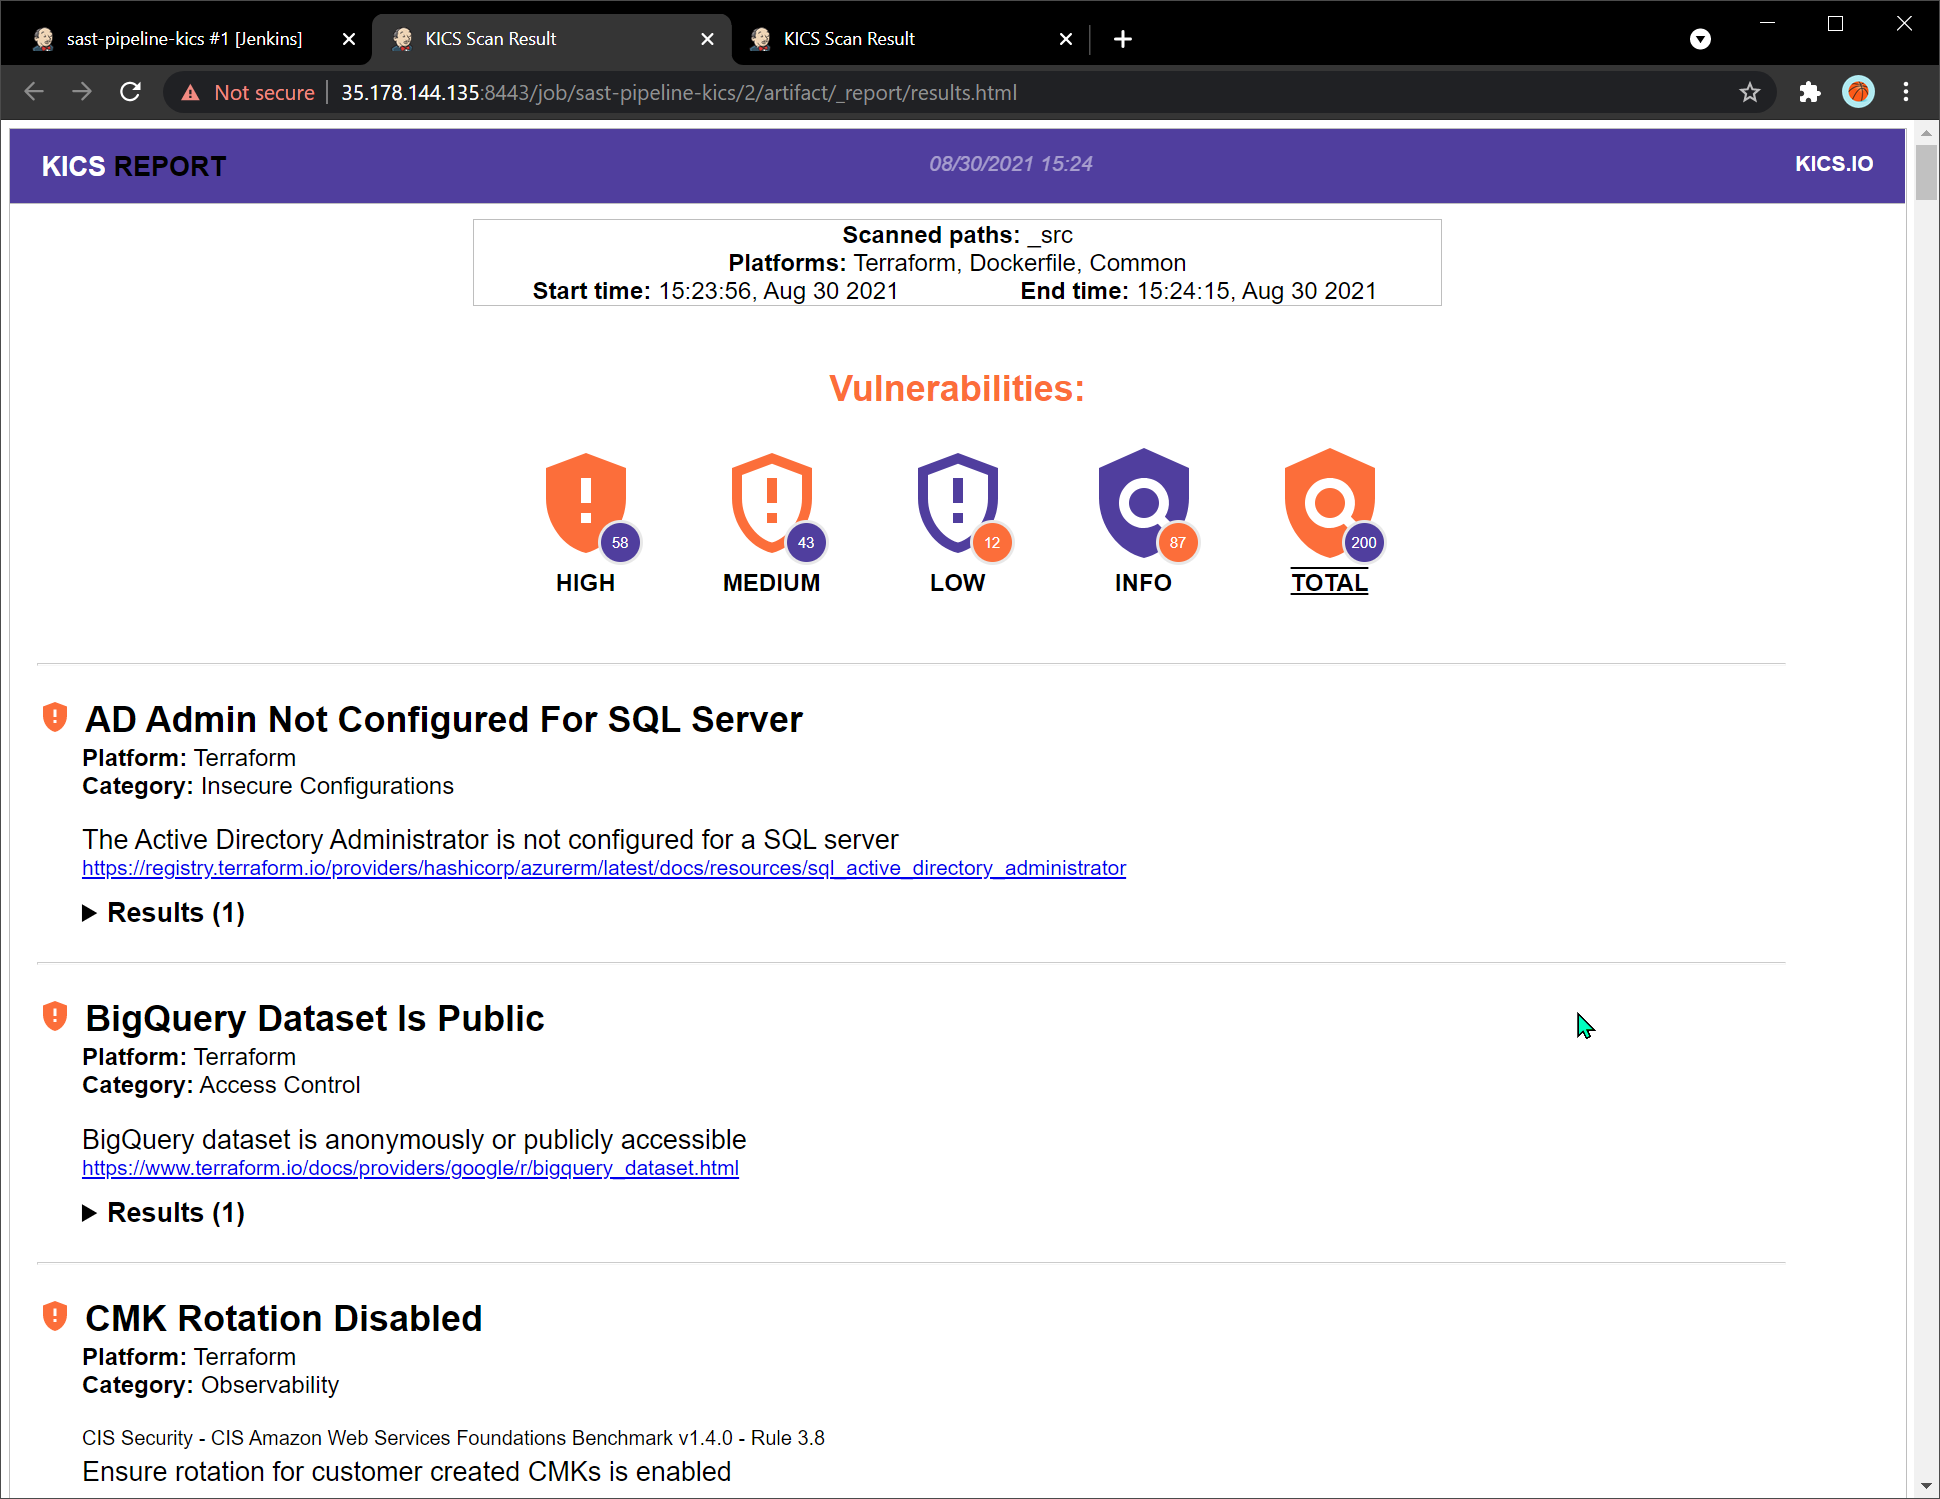 sast-pipeline-kics #1 [Jenkins]
KICS Scan Result
KICS Scan Result
Not secure
35.178.144.135:8443/job/sast-pipeline-kics/2/artifact/_report/results.html
KICS REPORT
08/30/2021 15:24
KICS.IO
Scanned paths: _src
Platforms: Terraform, Dockerfile, Common
Start time: 15:23:56, Aug 30 2021 End time: 15:24:15, Aug 30 2021
Vulnerabilities:
58 43 12 87 200
HIGH MEDIUM LOW INFO TOTAL
AD Admin Not Configured For SQL Server
Platform: Terraform
Category: Insecure Configurations
The Active Directory Administrator is not configured for a SQL server
https://registry.terraform.io/providers/hashicorp/azurerm/latest/docs/resources/sql_active_directory_administrator
Results (1)
BigQuery Dataset Is Public
Platform: Terraform
Category: Access Control
BigQuery dataset is anonymously or publicly accessible
https://www.terraform.io/docs/providers/google/r/bigquery_dataset.html
Results (1)
CMK Rotation Disabled
Platform: Terraform
Category: Observability
CIS Security - CIS Amazon Web Services Foundations Benchmark v1.4.0 - Rule 3.8
Ensure rotation for customer created CMKs is enabled